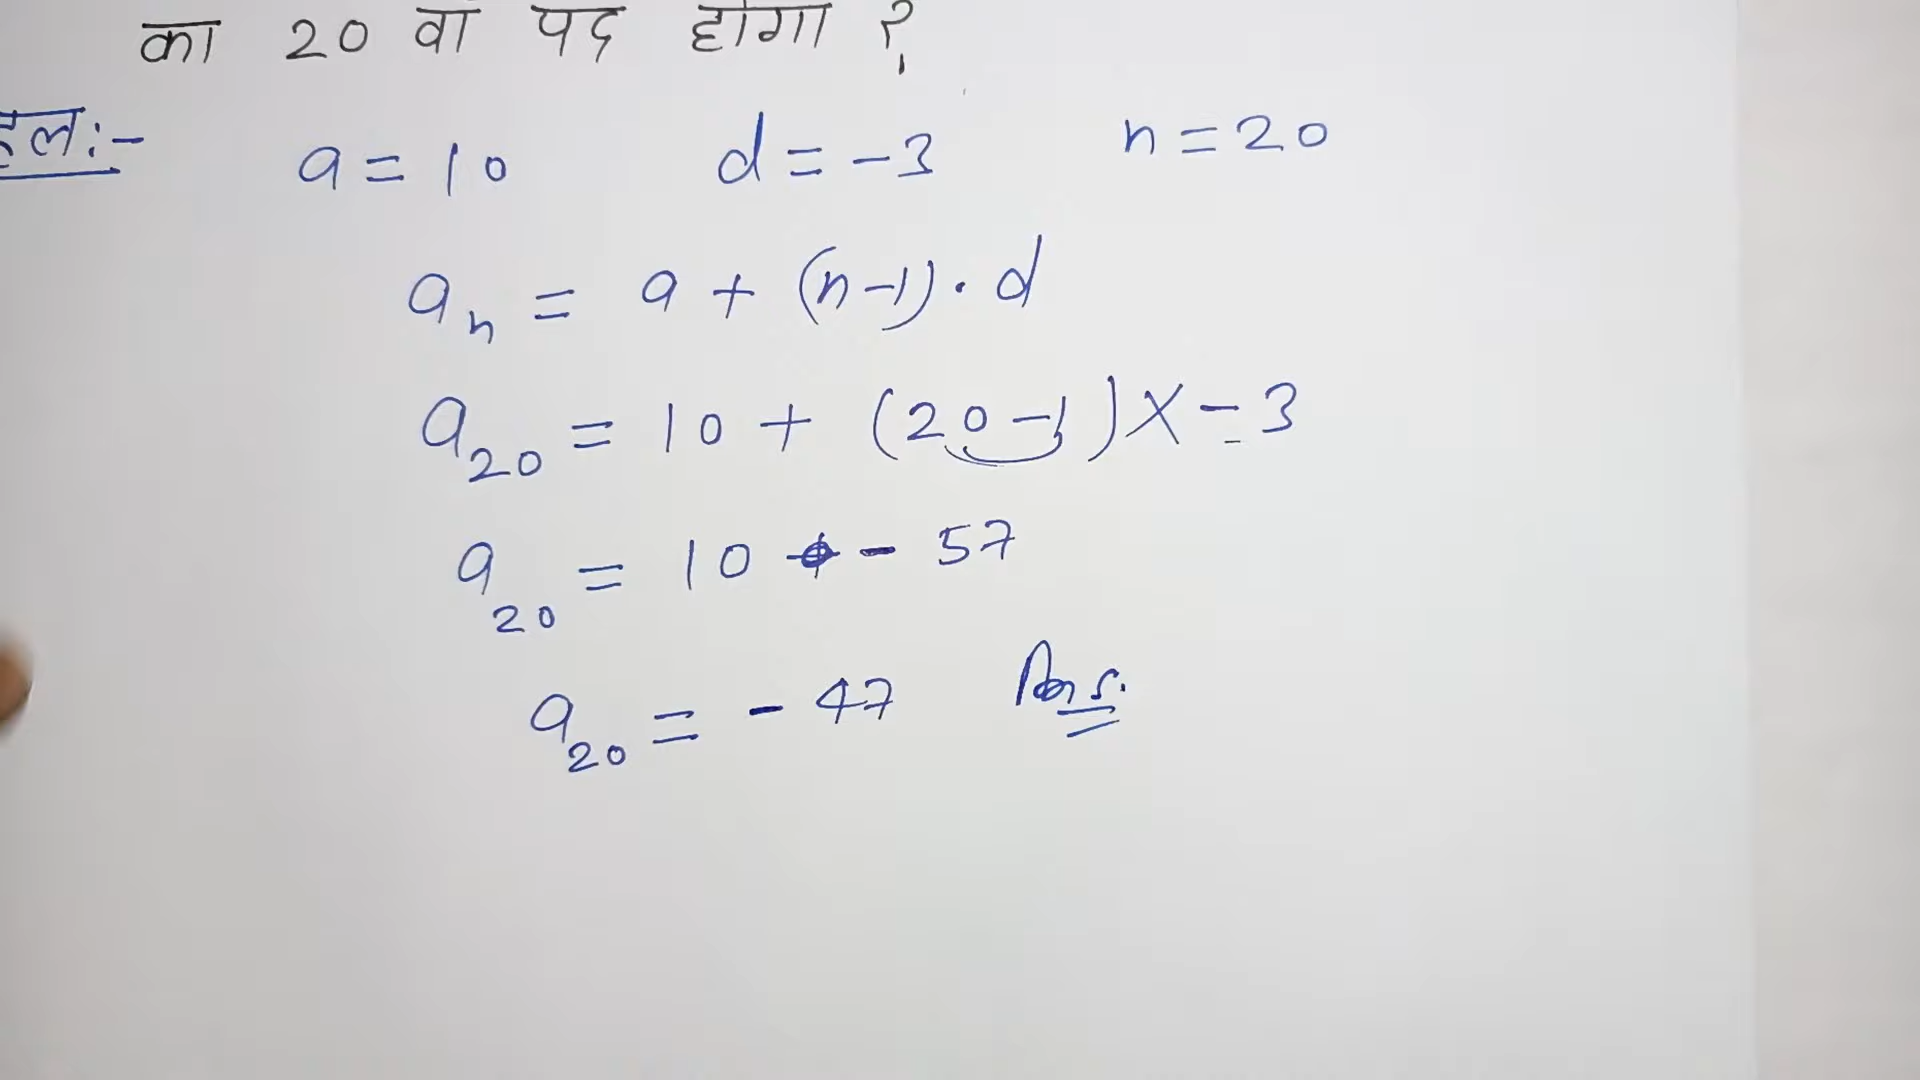 का 20 वां पद होगा ?
हल:-
a = 10 d = -3 n = 20
aₙ = a + (n-1) · d
a₂₀ = 10 + (20-1) × -3
a₂₀ = 10 - 57
a₂₀ = - 47 Ans.